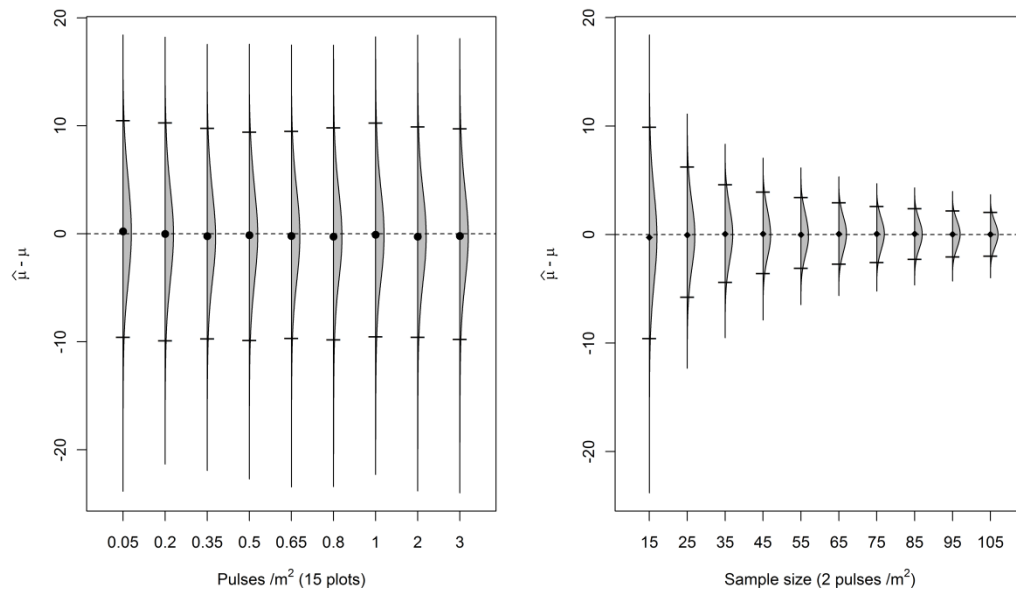 20
10
0
-10
-20
μ̂ - μ
0.05 0.2 0.35 0.5 0.65 0.8 1 2 3
Pulses /m² (15 plots)
20
10
0
-10
-20
μ̂ - μ
15 25 35 45 55 65 75 85 95 105
Sample size (2 pulses /m²)